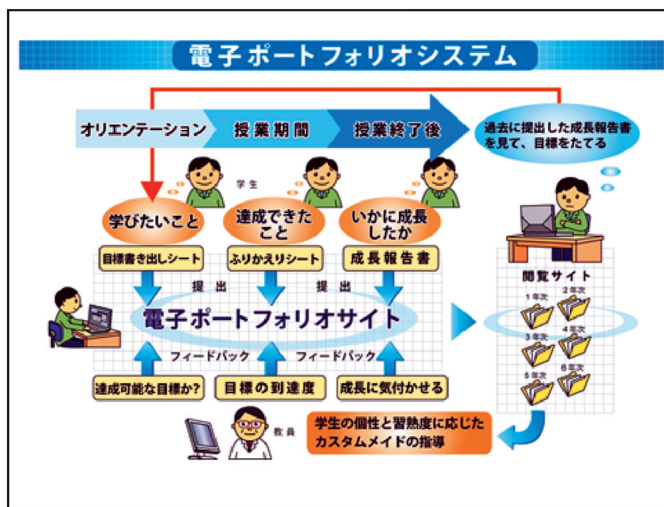 電子ポートフォリオシステム
オリエンテーション
授業期間
授業終了後
過去に提出した成長報告書
を見て、目標をたてる
学生
学びたいこと
達成できた
こと
いかに成長
したか
目標書き出しシート
ふりかえりシート
成長報告書
提出
提出
電子ポートフォリオサイト
フィードバック
フィードバック
達成可能な目標か?
目標の到達度
成長に気付かせる
教員
学生の個性と習熟度に応じた
カスタムメイドの指導
閲覧サイト
1年次
2年次
3年次
4年次
5年次
6年次